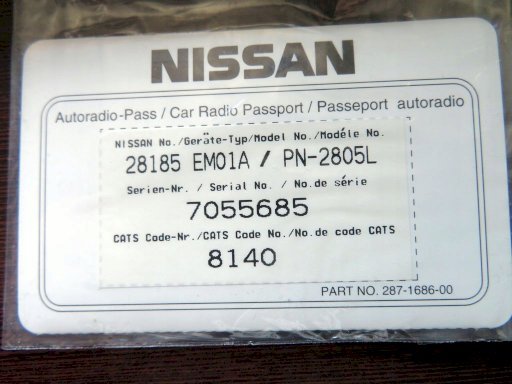 NISSAN
Autoradio-Pass / Car Radio Passport / Passeport autoradio
NISSAN No./Geräte-Typ/Model No./Modéle No.
28185 EM01A / PN-2805L
Serien-Nr. / Serial No. / No.de série
7055685
CATS Code-Nr./CATS Code No./No.de code CATS
8140
PART NO. 287-1686-00